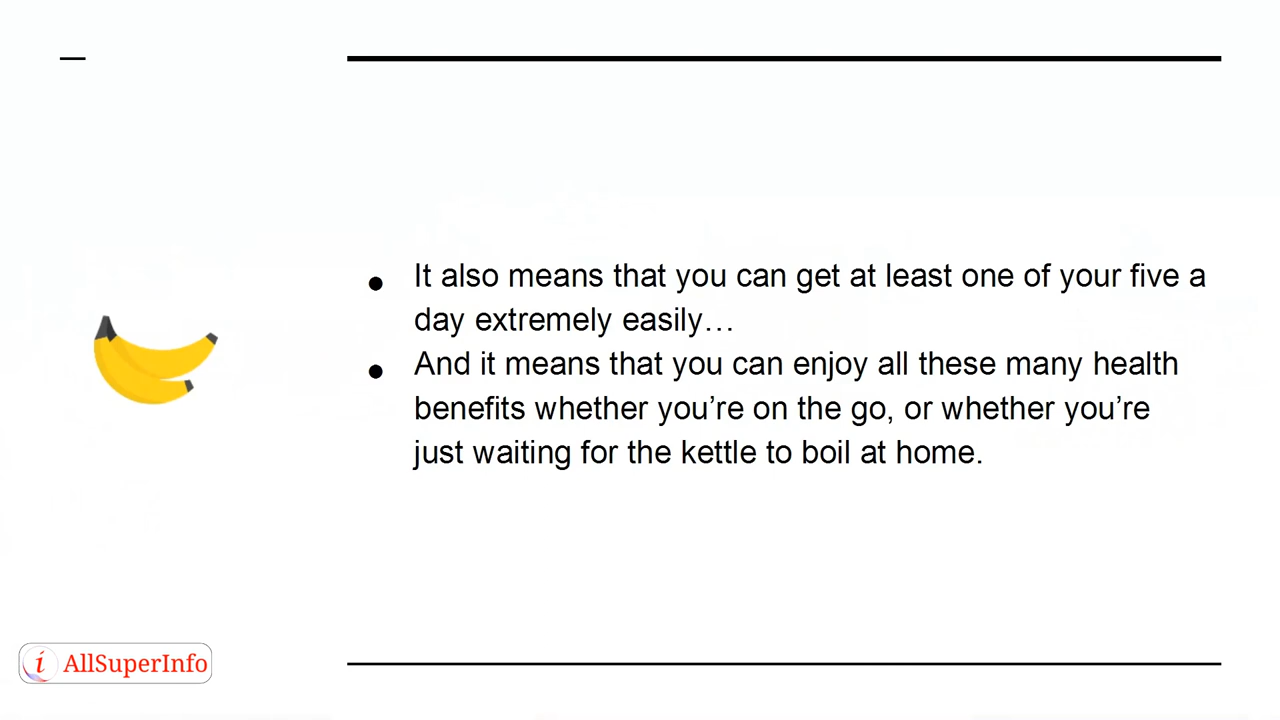 ● It also means that you can get at least one of your five a
day extremely easily…
● And it means that you can enjoy all these many health
benefits whether you’re on the go, or whether you’re
just waiting for the kettle to boil at home.
i AllSuperInfo